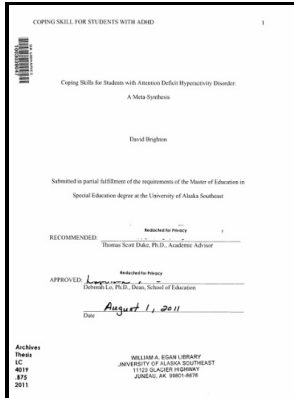 COPING SKILL FOR STUDENTS WITH ADHD 1
Coping Skills for Students with Attention Deficit Hyperactivity Disorder:
A Meta-Synthesis
David Brighton
Submitted in partial fulfillment of the requirements of the Master of Education in
Special Education degree at the University of Alaska Southeast
Redacted for Privacy
RECOMMENDED:
Thomas Scott Duke, Ph.D., Academic Advisor
Redacted for Privacy
APPROVED:
Deborah Lo, Ph.D., Dean, School of Education
August 1, 2011
Date
Archives
Thesis
LC
4019
.B75
2011
WILLIAM A. EGAN LIBRARY
UNIVERSITY OF ALASKA SOUTHEAST
11120 GLACIER HIGHWAY
JUNEAU, AK 99801-8676